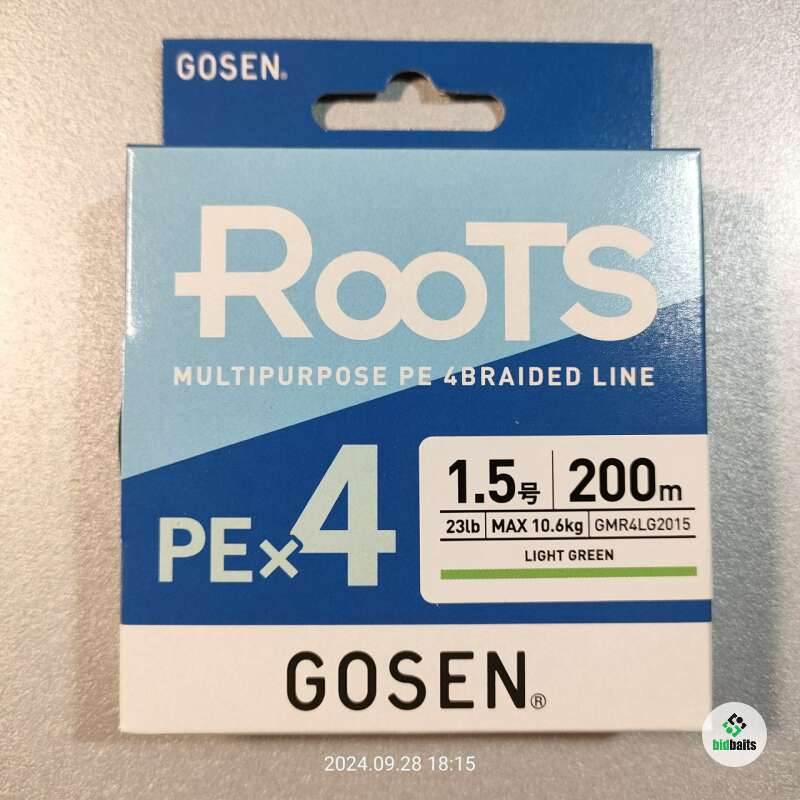 GOSEN®
ROOTS
MULTIPURPOSE PE 4BRAIDED LINE
PE×4
1.5号 200m
23lb MAX 10.6kg GMR4LG2015
LIGHT GREEN
GOSEN®
2024.09.28 18:15
bidbaits